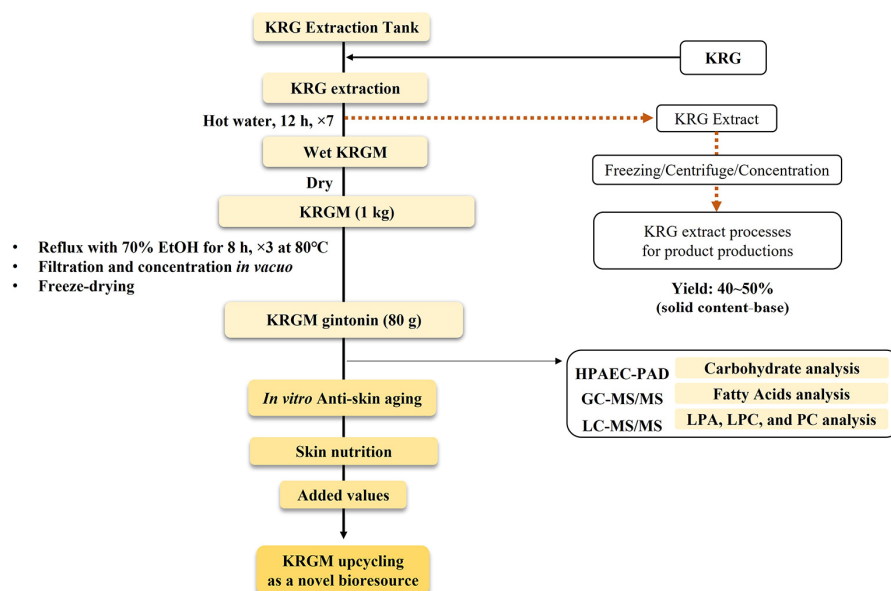 KRG Extraction Tank
KRG
KRG extraction
Hot water, 12 h, ×7
KRG Extract
Wet KRGM
Freezing/Centrifuge/Concentration
Dry
KRGM (1 kg)
KRG extract processes
for product productions
• Reflux with 70% EtOH for 8 h, ×3 at 80℃
• Filtration and concentration in vacuo
• Freeze-drying
Yield: 40~50%
(solid content-base)
KRGM gintonin (80 g)
HPAEC-PAD Carbohydrate analysis
GC-MS/MS Fatty Acids analysis
LC-MS/MS LPA, LPC, and PC analysis
In vitro Anti-skin aging
Skin nutrition
Added values
KRGM upcycling
as a novel bioresource